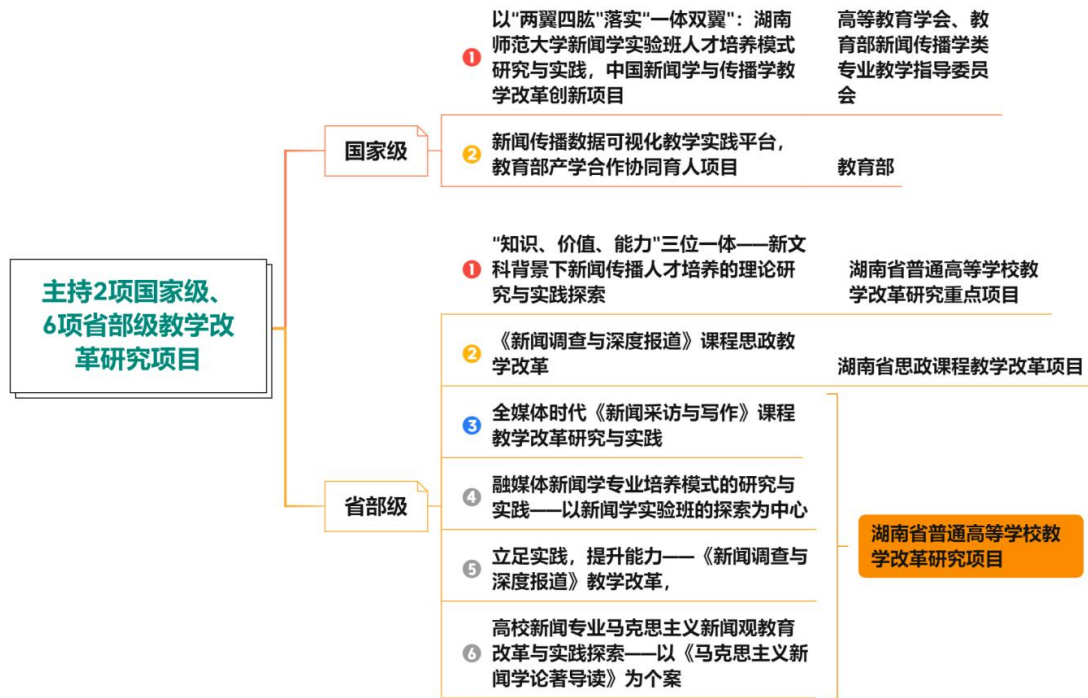 主持2项国家级、
6项省部级教学改
革研究项目
国家级
❶
以"两翼四肱"落实"一体双翼"：湖南
师范大学新闻学实验班人才培养模式
研究与实践，中国新闻学与传播学教
学改革创新项目
高等教育学会、教
育部新闻传播学类
专业教学指导委员
会
❷
新闻传播数据可视化教学实践平台，
教育部产学合作协同育人项目
教育部
省部级
❶
"知识、价值、能力"三位一体——新文
科背景下新闻传播人才培养的理论研
究与实践探索
湖南省普通高等学校教
学改革研究重点项目
❷
《新闻调查与深度报道》课程思政教
学改革
湖南省思政课程教学改革项目
❸
全媒体时代《新闻采访与写作》课程
教学改革研究与实践
❹
融媒体新闻学专业培养模式的研究与
实践——以新闻学实验班的探索为中心
❺
立足实践，提升能力——《新闻调查与
深度报道》教学改革，
❻
高校新闻专业马克思主义新闻观教育
改革与实践探索——以《马克思主义新
闻学论著导读》为个案
湖南省普通高等学校教
学改革研究项目